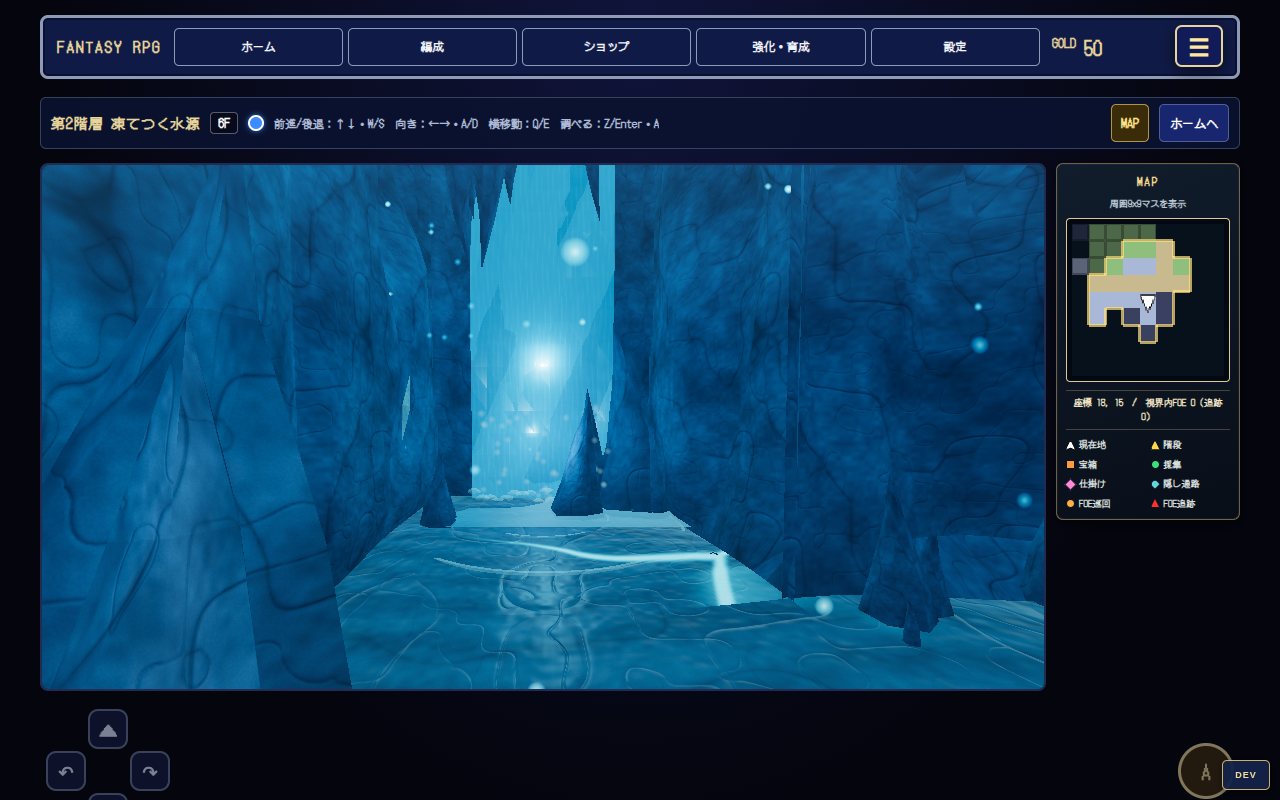 FANTASY RPG
ホーム
編成
ショップ
強化・育成
設定
GOLD 50
第2階層 凍てつく水源
6F
前進/後退：↑↓・W/S 向き：←→・A/D 横移動：Q/E 調べる：Z/Enter・A
MAP
ホームへ
MAP
周囲9x9マスを表示
座標 18, 15 / 視界内FOE 0（追跡
0）
現在地
階段
宝箱
採集
仕掛け
隠し通路
FOE巡回
FOE追跡
A
DEV